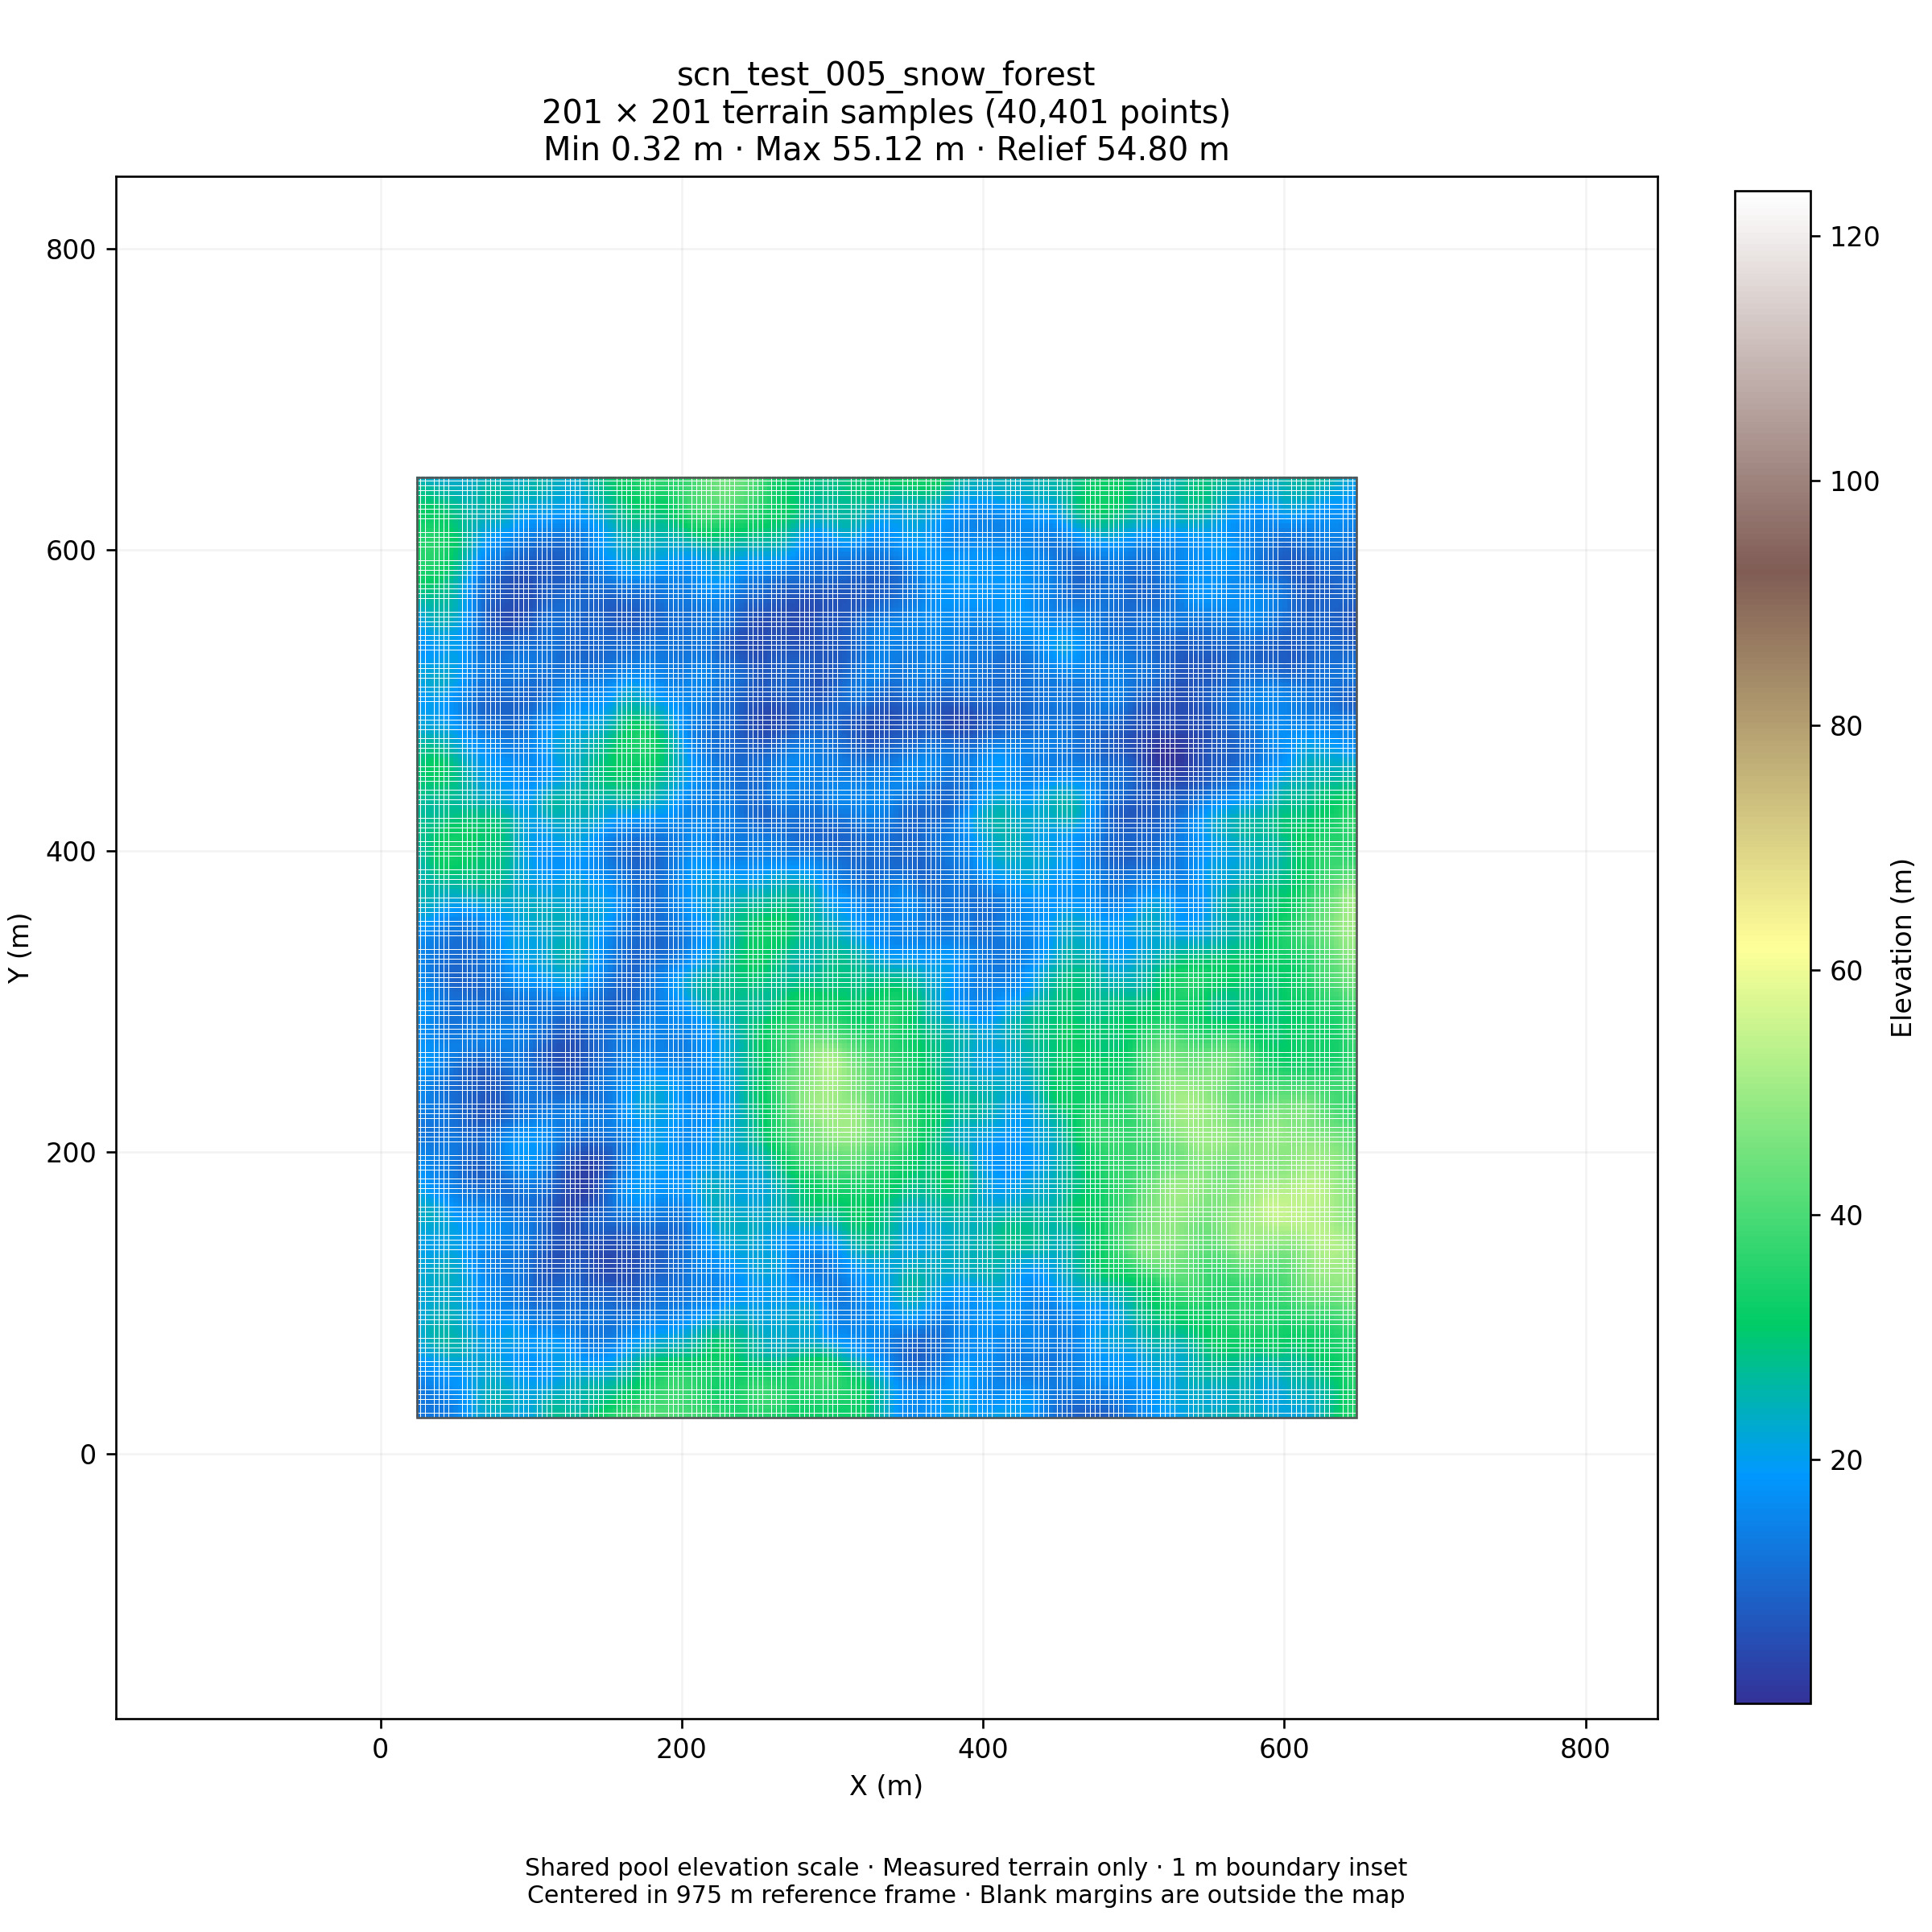 scn_test_005_snow_forest
201 × 201 terrain samples (40,401 points)
Min 0.32 m · Max 55.12 m · Relief 54.80 m
800
600
400
200
0
Y (m)
0
200
400
600
800
X (m)
120
100
80
60
40
20
Elevation (m)
Shared pool elevation scale · Measured terrain only · 1 m boundary inset
Centered in 975 m reference frame · Blank margins are outside the map